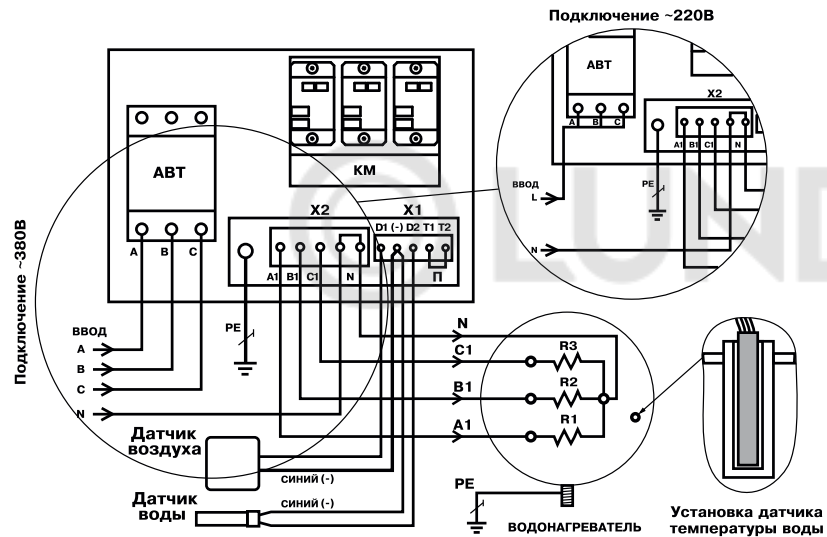 Подключение ~220В
АВТ
A B C
X2
A1 B1 C1 N
ВВОД
L
PE
N
КМ
АВТ
A B C
X2 X1
D1 (-) D2 T1 T2
A1 B1 C1 N П
Подключение ~380В
PE
ВВОД
A
B
C
N
N
C1
B1
A1
R3
R2
R1
Датчик
воздуха
синий (-)
Датчик
воды
синий (-)
PE
ВОДОНАГРЕВАТЕЛЬ
Установка датчика
температуры воды
LUND